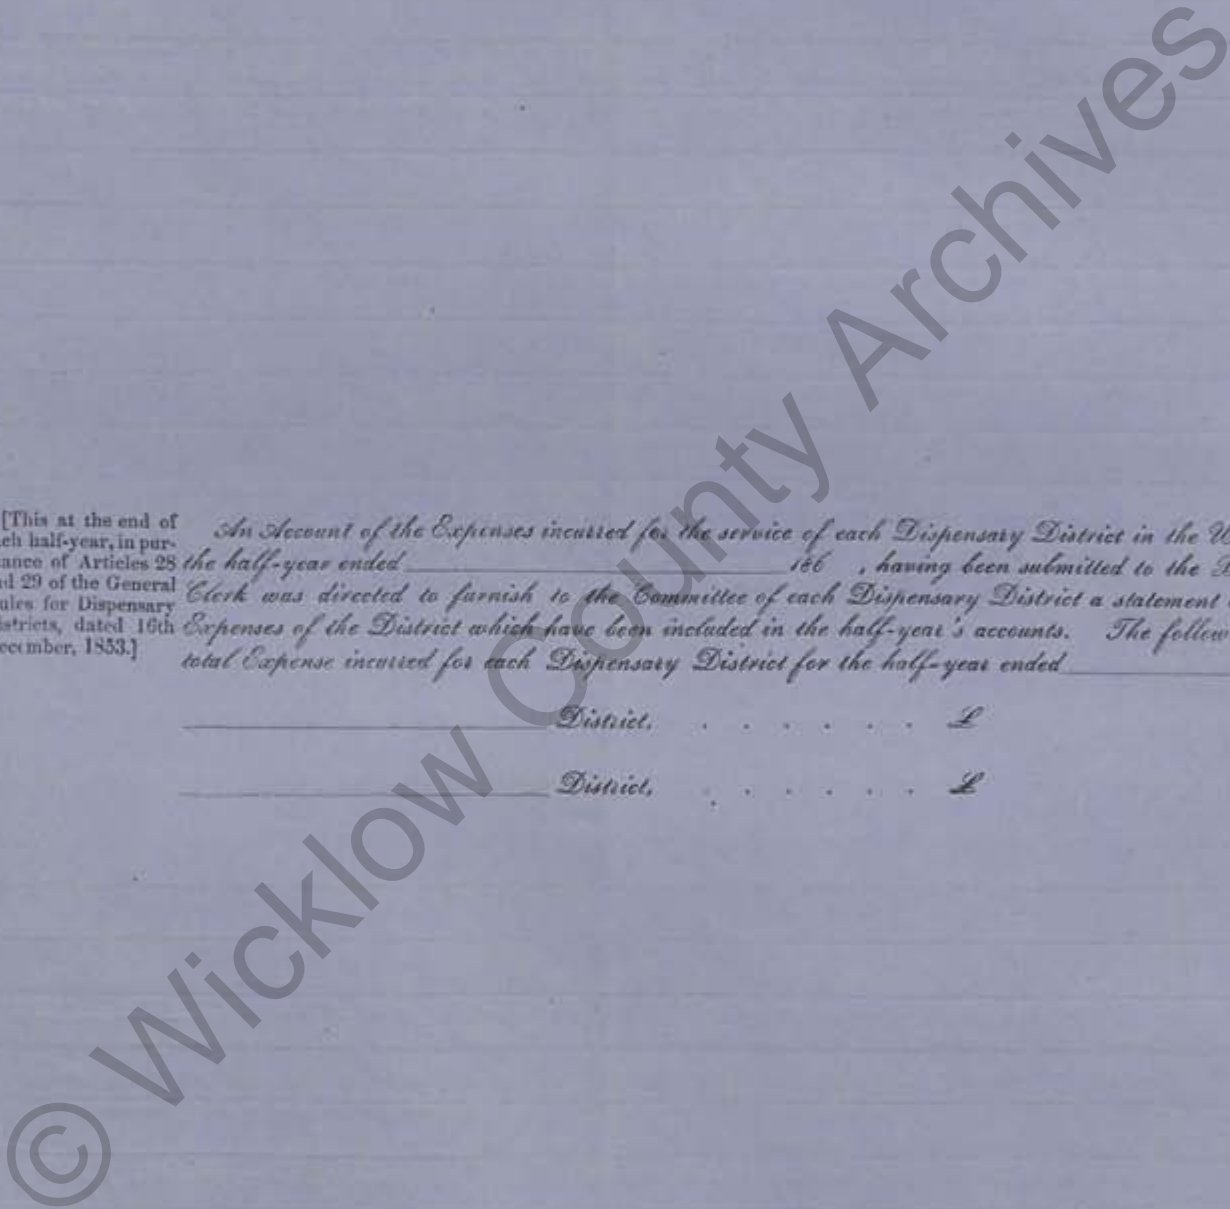 [This at the end of
ch half-year, in pur-
ance of Articles 28
d 29 of the General
ules for Dispensary
istricts, dated 16th
ecember, 1853.]
An Account of the Expenses incurred for the service of each Dispensary District in the U
the half-year ended 186 , having been submitted to the B
Clerk was directed to furnish to the Committee of each Dispensary District a statement
Expenses of the District which have been included in the half-year's accounts. The follow
total Expense incurred for each Dispensary District for the half-year ended
District, . . . . . . £
District, . . . . . . £
© Wicklow County Archives